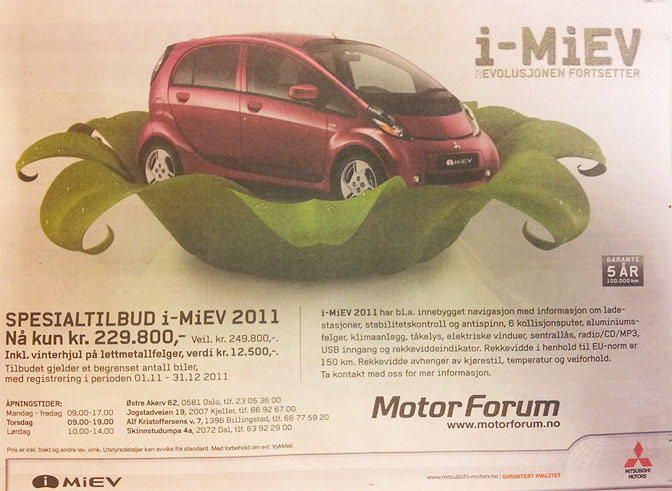 i-MiEV
REVOLUSJONEN FORTSETTER
i MiEV
GARANTI
5 ÅR
100.000 km
SPESIALTILBUD i-MiEV 2011
Nå kun kr. 229.800,- Veil. kr. 249.800,-.
Inkl. vinterhjul på lettmetallfelger, verdi kr. 12.500,-.
Tilbudet gjelder et begrenset antall biler,
med registrering i perioden 01.11 - 31.12 2011
i-MiEV 2011 har bl.a. innebygget navigasjon med informasjon om lade-
stasjoner, stabilitetskontroll og antispinn, 6 kollisjonsputer, aluminiums-
felger, klimaanlegg, tåkelys, elektriske vinduer, sentrallås, radio/CD/MP3,
USB inngang og rekkeviddeindikator. Rekkevidde i henhold til EU-norm er
150 km. Rekkevidde avhenger av kjørestil, temperatur og veiforhold.
Ta kontakt med oss for mer informasjon.
ÅPNINGSTIDER:
Mandag - fredag 09.00-17.00
Torsdag 09.00-19.00
Lørdag 10.00-14.00
Østre Akerv 62, 0581 Oslo, tlf. 23 05 36 00
Jogstadveien 19, 2007 Kjeller, tlf. 66 92 67 00
Alf Kristoffersens v. 7, 1396 Billingstad, tlf. 66 77 59 20
Skinnstudumpa 4a, 2072 Dal, tlf. 63 92 29 00
MotorForum
www.motorforum.no
Pris er inkl. frakt og andre lev. omk. Utstyrsdetaljer kan avvike fra standard. Med forbehold om evt. trykkfeil.
i MiEV
www.mitsubishi-motors.no | GARANTERT KVALITET
MITSUBISHI
MOTORS